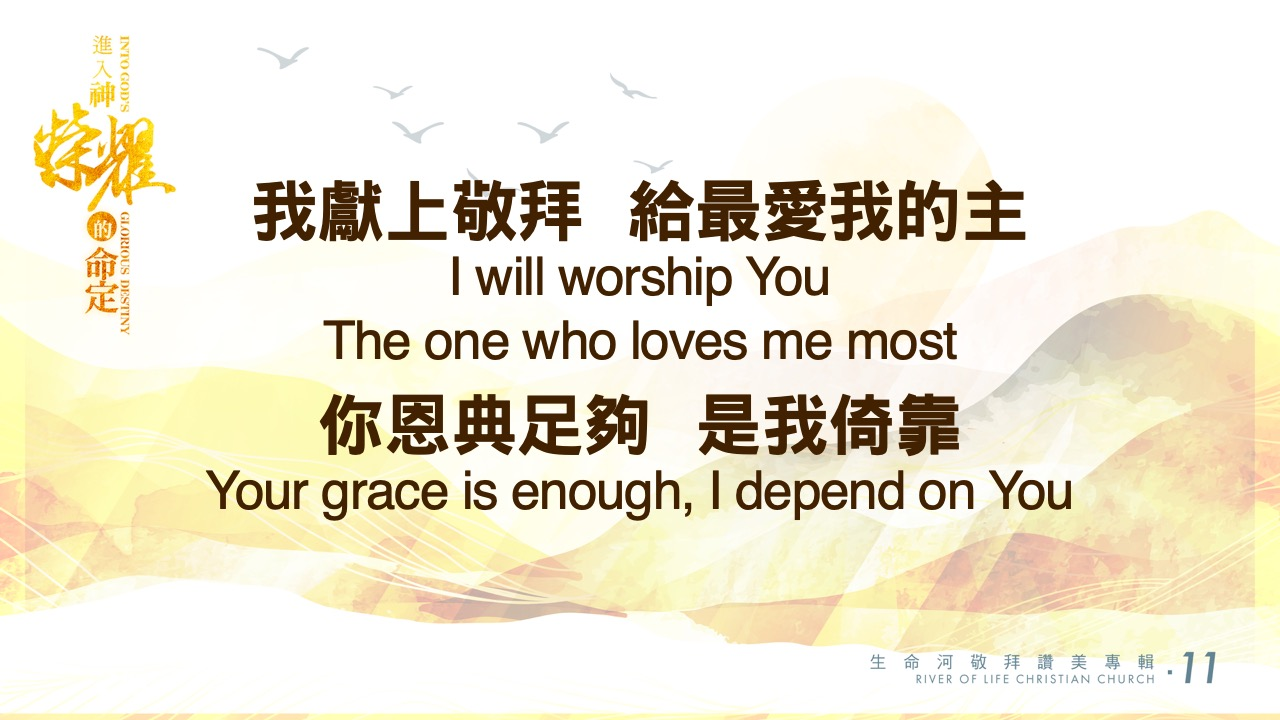 進入神
INTO GOD'S
榮耀
的
GLORIOUS DESTINY
命定
我獻上敬拜 給最愛我的主
I will worship You
The one who loves me most
你恩典足夠 是我倚靠
Your grace is enough, I depend on You
生命河敬拜讚美專輯 ·11
RIVER OF LIFE CHRISTIAN CHURCH